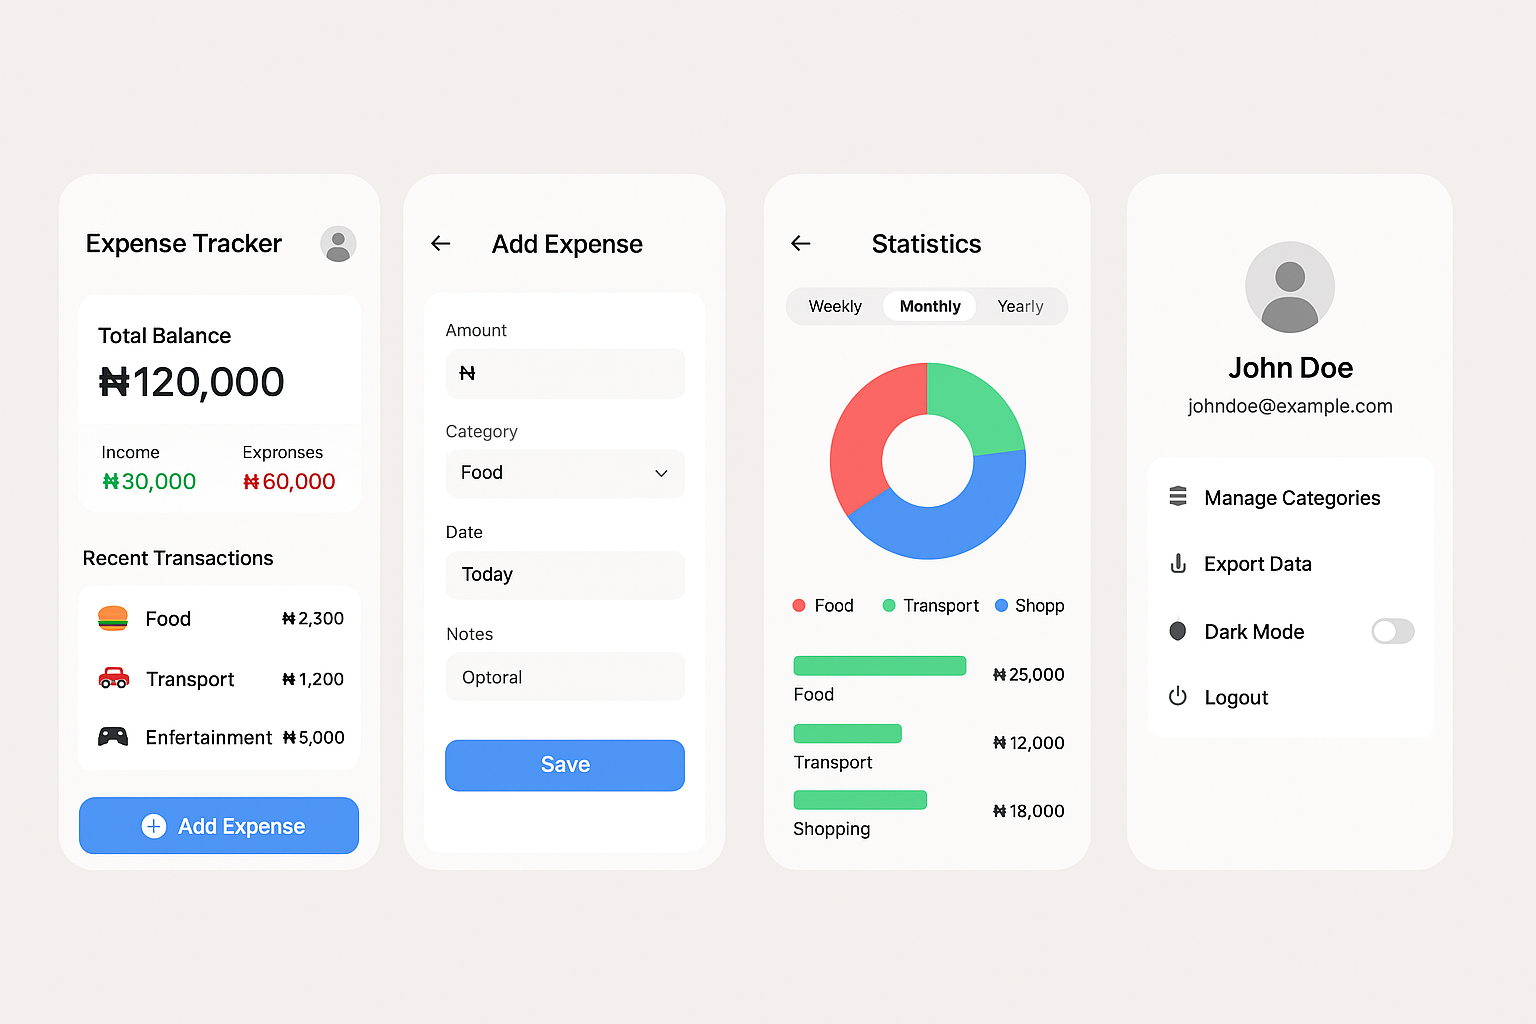 Expense Tracker
Total Balance
₦120,000
Income
Expronses
₦30,000
₦60,000
Recent Transactions
Food ₦2,300
Transport ₦1,200
Enfertainment ₦5,000
Add Expense
Add Expense
Amount
₦
Category
Food
Date
Today
Notes
Optoral
Save
Statistics
Weekly Monthly Yearly
Food Transport Shopp
₦25,000
Food
₦12,000
Transport
₦18,000
Shopping
John Doe
johndoe@example.com
Manage Categories
Export Data
Dark Mode
Logout